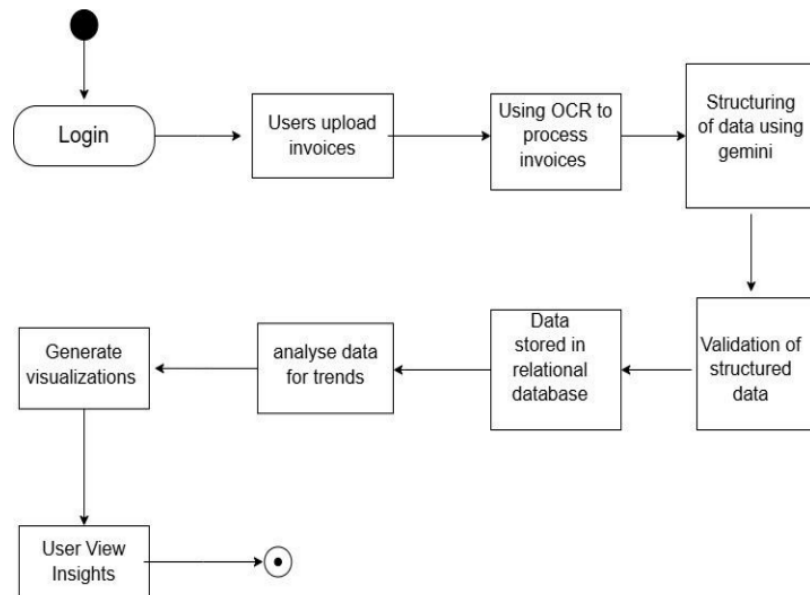 Login
Users upload
invoices
Using OCR to
process
invoices
Structuring
of data using
gemini
Validation of
structured
data
Data
stored in
relational
database
analyse data
for trends
Generate
visualizations
User View
Insights